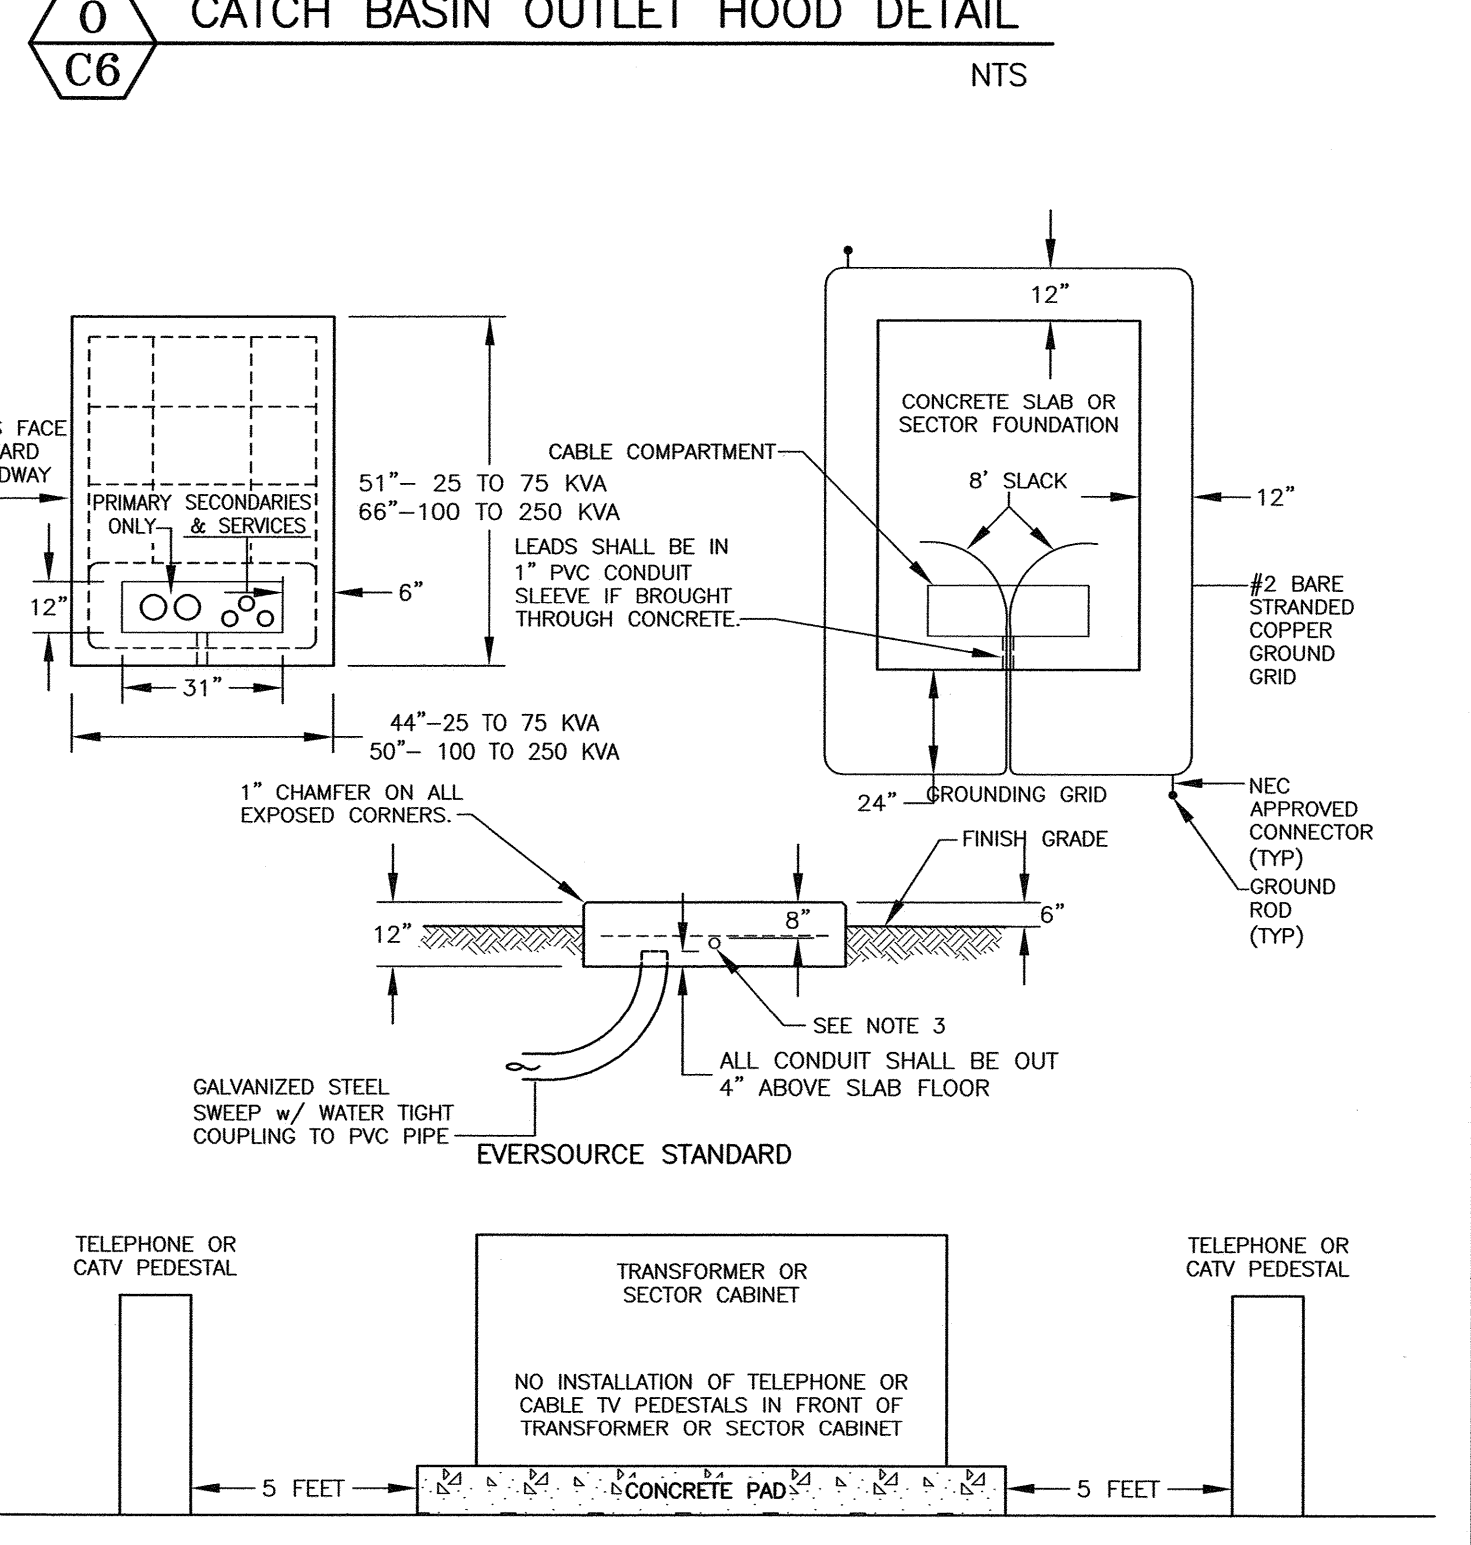 O
C6
CATCH BASIN OUTLET HOOD DETAIL
NTS
FACE
PRIMARY
ONLY
SECONDARIES
& SERVICES
12”
6”
31”
51”– 25 TO 75 KVA
66”–100 TO 250 KVA
44”–25 TO 75 KVA
50”– 100 TO 250 KVA
LEADS SHALL BE IN
1” PVC CONDUIT
SLEEVE IF BROUGHT
THROUGH CONCRETE.
CABLE COMPARTMENT
12”
CONCRETE SLAB OR
SECTOR FOUNDATION
8’ SLACK
12”
#2 BARE
STRANDED
COPPER
GROUND
GRID
24”
GROUNDING GRID
NEC
APPROVED
CONNECTOR
(TYP)
GROUND
ROD
(TYP)
1” CHAMFER ON ALL
EXPOSED CORNERS.
FINISH GRADE
12”
8”
6”
SEE NOTE 3
ALL CONDUIT SHALL BE OUT
4” ABOVE SLAB FLOOR
GALVANIZED STEEL
SWEEP w/ WATER TIGHT
COUPLING TO PVC PIPE
EVERSOURCE STANDARD
TELEPHONE OR
CATV PEDESTAL
TRANSFORMER OR
SECTOR CABINET
NO INSTALLATION OF TELEPHONE OR
CABLE TV PEDESTALS IN FRONT OF
TRANSFORMER OR SECTOR CABINET
TELEPHONE OR
CATV PEDESTAL
5 FEET
CONCRETE PAD
5 FEET